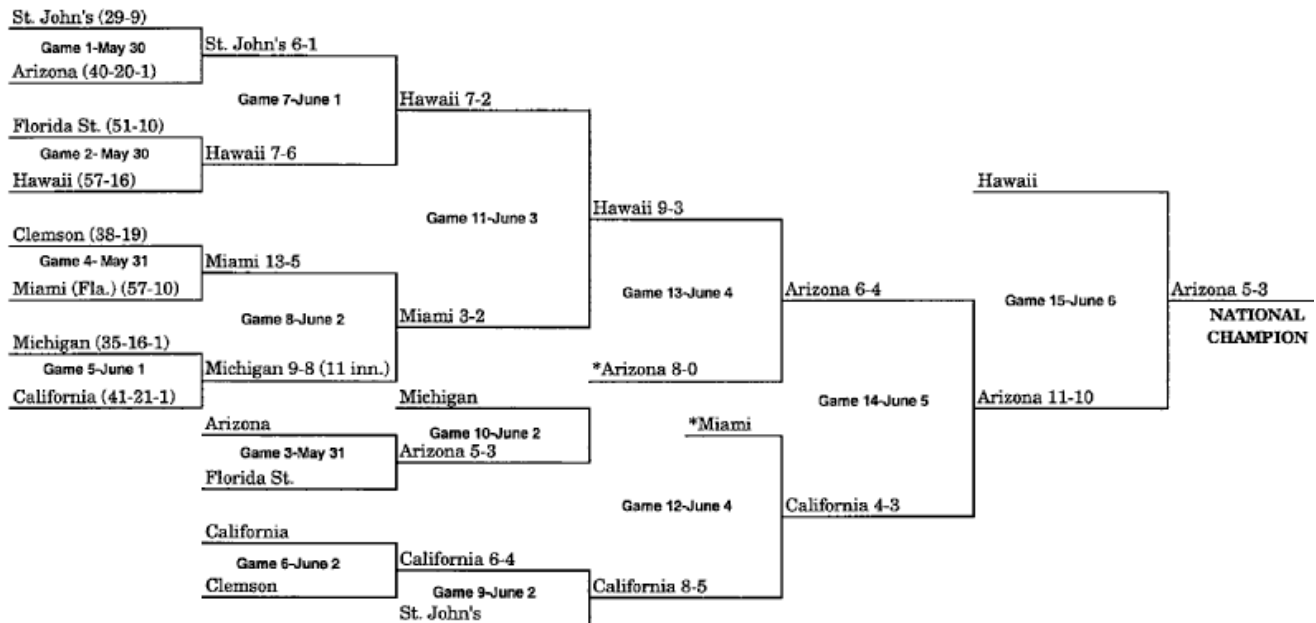 St. John's (29-9)
Game 1-May 30
Arizona (40-20-1)
St. John's 6-1
Game 7-June 1
Florida St. (51-10)
Game 2- May 30
Hawaii (57-16)
Hawaii 7-6
Hawaii 7-2
Game 11-June 3
Clemson (38-19)
Game 4- May 31
Miami (Fla.) (57-10)
Miami 13-5
Game 8-June 2
Michigan (35-16-1)
Game 5-June 1
California (41-21-1)
Michigan 9-8 (11 inn.)
Miami 3-2
Hawaii 9-3
Game 13-June 4
*Arizona 8-0
Arizona 6-4
Michigan
Game 10-June 2
Arizona 5-3
Arizona
Game 3-May 31
Florida St.
*Miami
Game 12-June 4
California 4-3
Game 14-June 5
California
Game 6-June 2
Clemson
California 6-4
Game 9-June 2
St. John's
California 8-5
Hawaii
Game 15-June 6
Arizona 11-10
Arizona 5-3
NATIONAL
CHAMPION